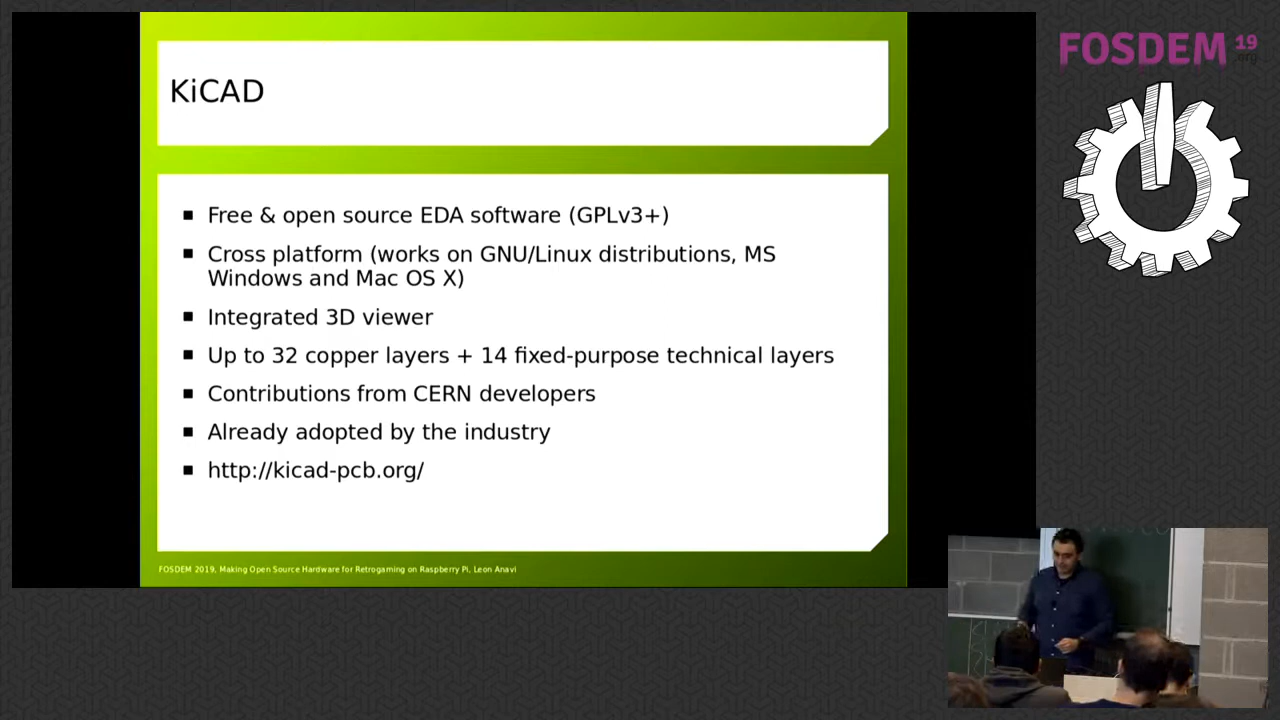 KiCAD
Free & open source EDA software (GPLv3+)
Cross platform (works on GNU/Linux distributions, MS
Windows and Mac OS X)
Integrated 3D viewer
Up to 32 copper layers + 14 fixed-purpose technical layers
Contributions from CERN developers
Already adopted by the industry
http://kicad-pcb.org/
FOSDEM 2019, Making Open Source Hardware for Retrogaming on Raspberry Pi, Leon Anavi
FOSDEM 19
.org